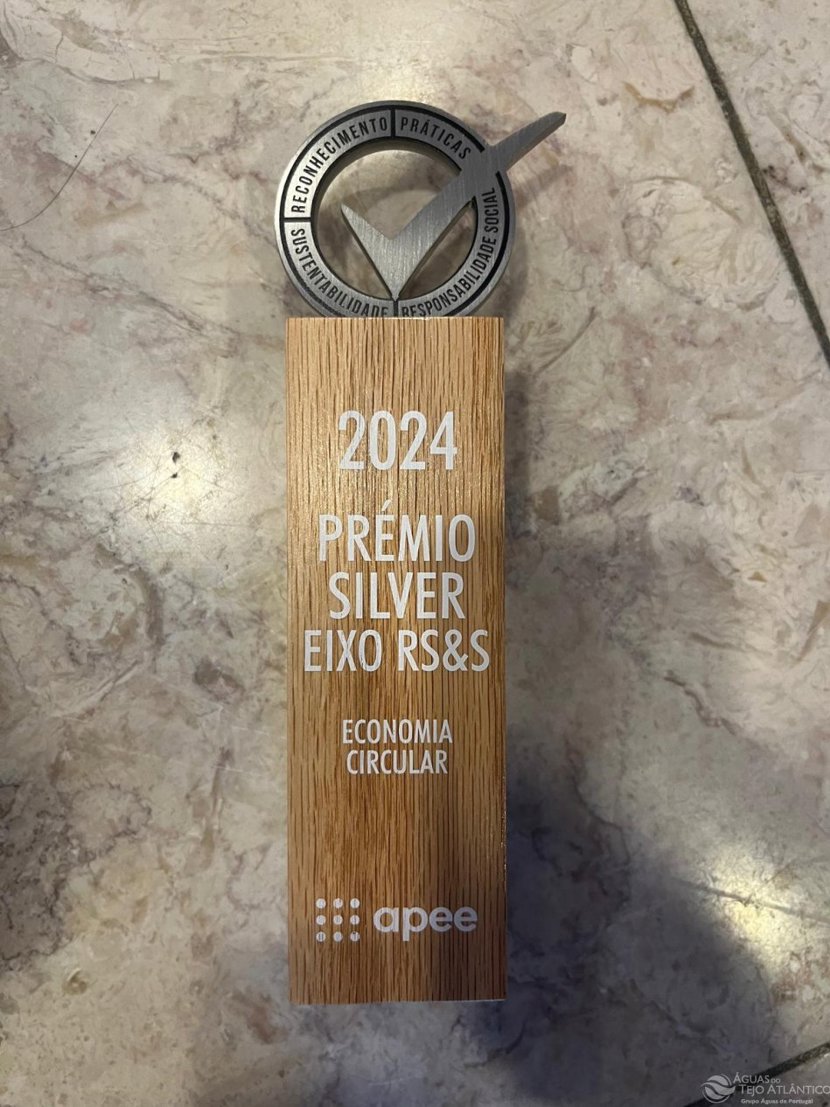 RECONHECIMENTO
PRÁTICAS
SUSTENTABILIDADE
RESPONSABILIDADE SOCIAL
2024
PRÉMIO
SILVER
EIXO RS&S
ECONOMIA
CIRCULAR
apee
ÁGUAS DO
TEJO ATLÂNTICO
Grupo Águas de Portugal